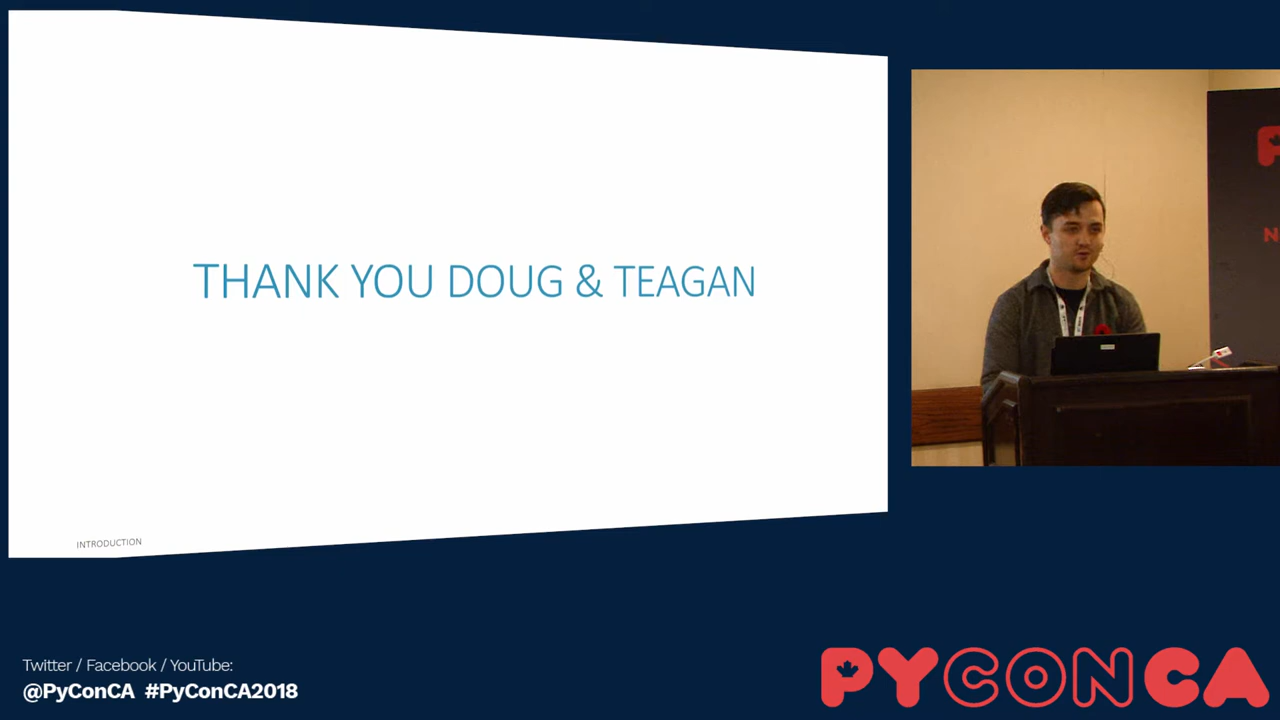 THANK YOU DOUG & TEAGAN
INTRODUCTION
Twitter / Facebook / YouTube:
@PyConCA #PyConCA2018
PYCONCA